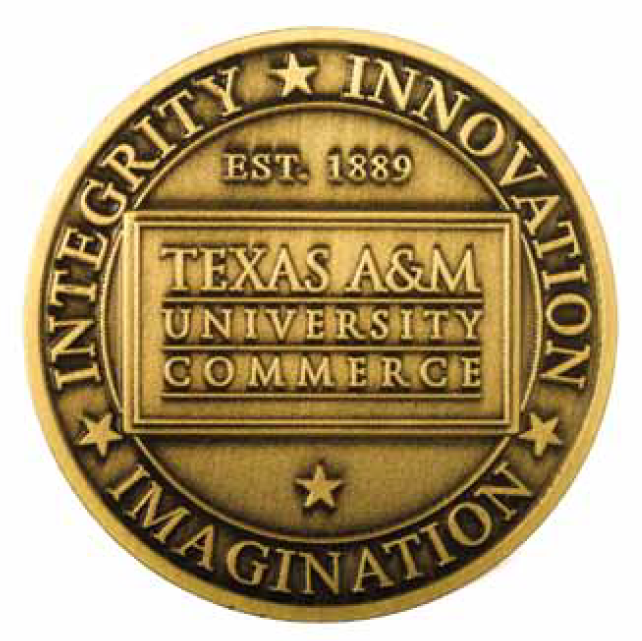 INTEGRITY ★ INNOVATION ★ IMAGINATION ★
EST. 1889
TEXAS A&M
UNIVERSITY
COMMERCE